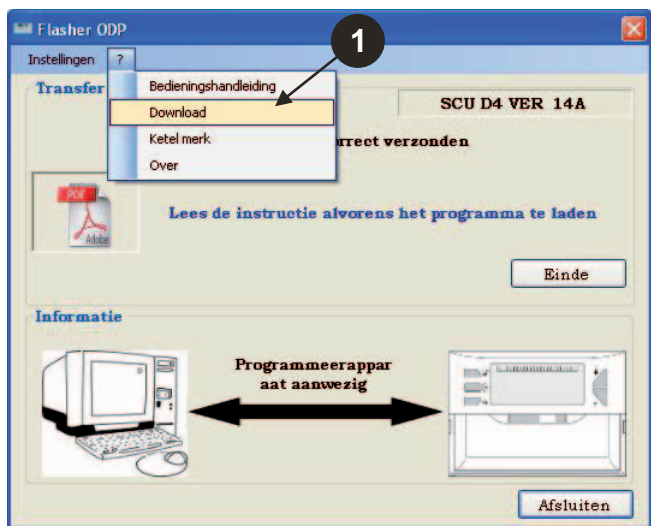 Flasher ODP
1
Instellingen ?
Transfer
Bedieningshandleiding
Download
Ketel merk
Over
SCU D4 VER 14A
rrect verzonden
PDF
Adobe
Lees de instructie alvorens het programma te laden
Einde
Informatie
Programmeerappar
aat aanwezig
Afsluiten